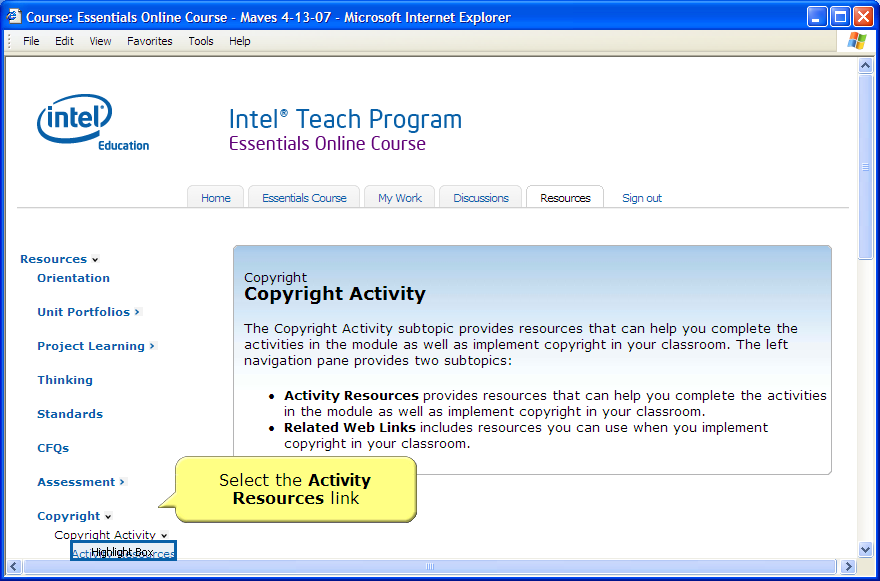 Course: Essentials Online Course - Maves 4-13-07 - Microsoft Internet Explorer
File Edit View Favorites Tools Help
intel®
Education
Intel® Teach Program
Essentials Online Course
Home Essentials Course My Work Discussions Resources Sign out
Resources
Orientation
Unit Portfolios
Project Learning
Thinking
Standards
CFQs
Assessment
Copyright
Copyright Activity
Activity Resources
Highlight Box
Copyright
Copyright Activity
The Copyright Activity subtopic provides resources that can help you complete the
activities in the module as well as implement copyright in your classroom. The left
navigation pane provides two subtopics:
• Activity Resources provides resources that can help you complete the activities
in the module as well as implement copyright in your classroom.
• Related Web Links includes resources you can use when you implement
copyright in your classroom.
Select the Activity
Resources link